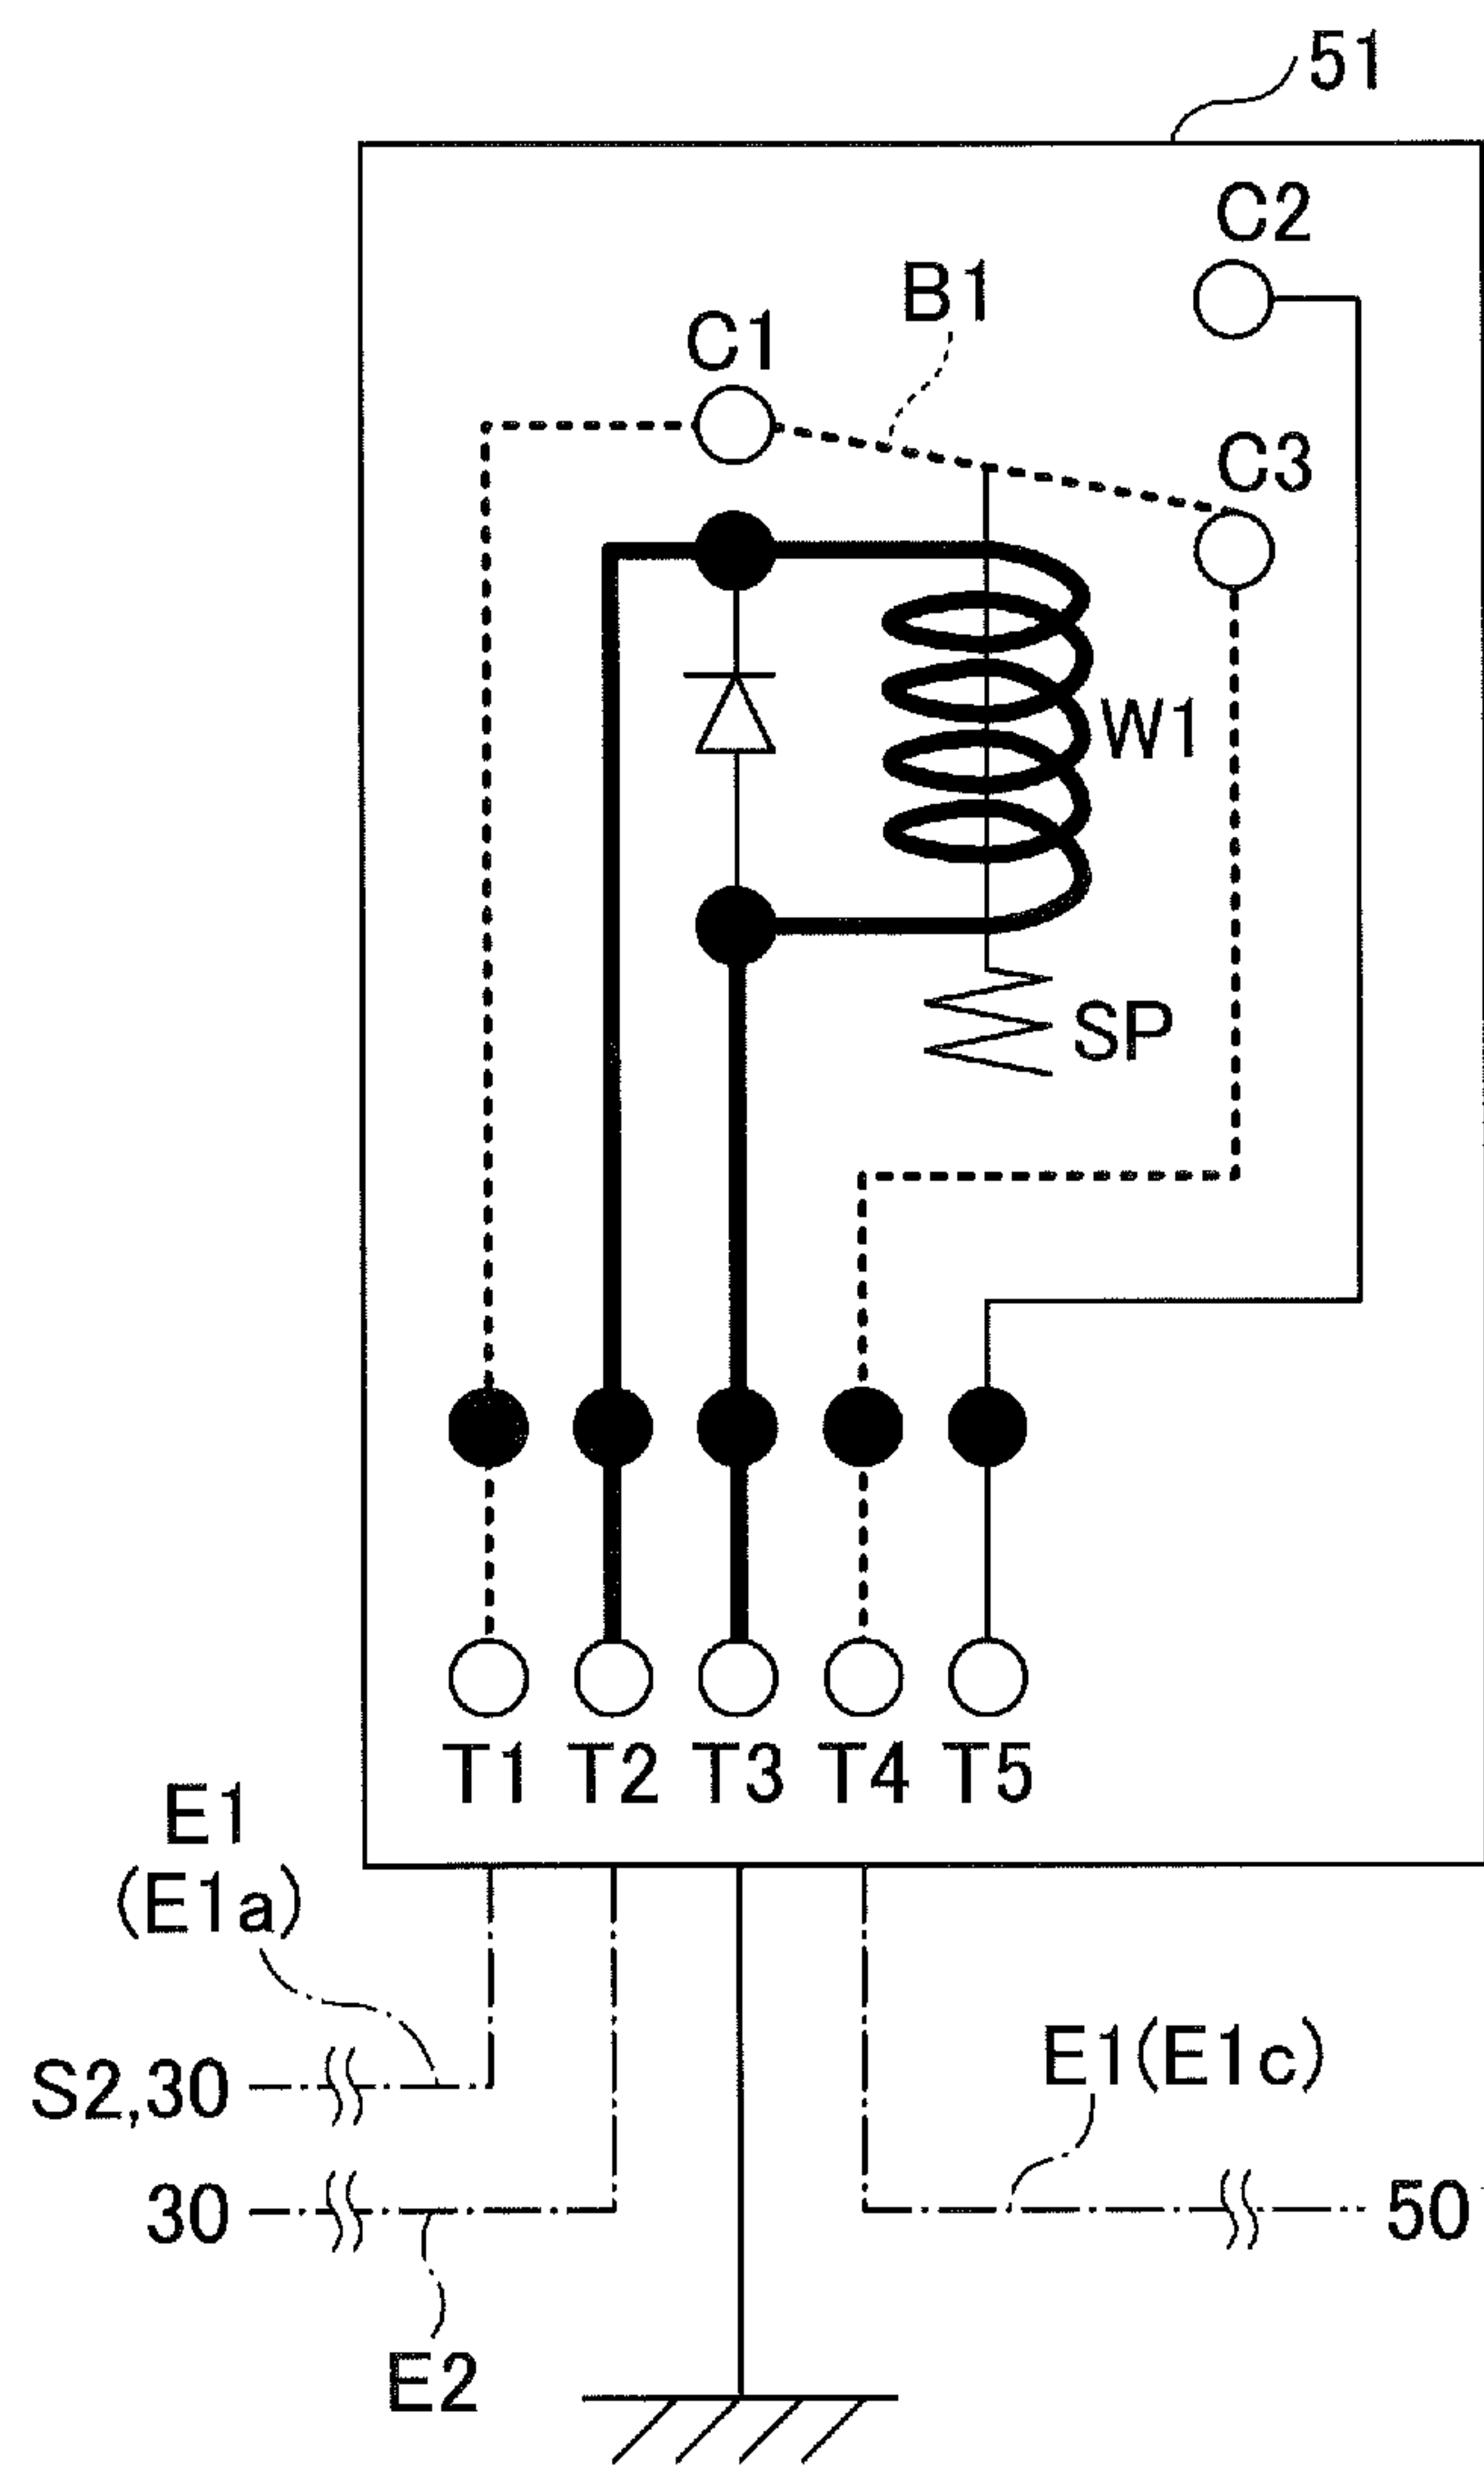 51
C2
B1
C1
C3
W1
SP
T1 T2 T3 T4 T5
E1
(E1a)
E1(E1c)
S2,30
30
50
E2